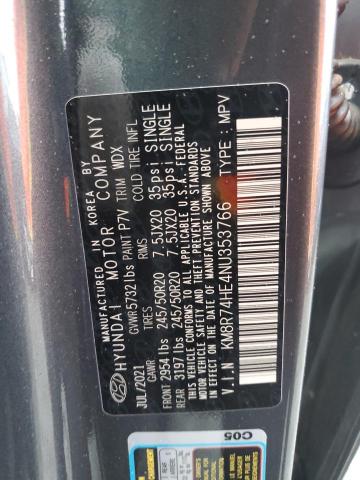 MANUFACTURED IN KOREA BY
HYUNDAI MOTOR COMPANY
GVWR 5732 lbs PAINT P7V TRIM WDX
JUL/2021 GAWR TIRES RIMS COLD TIRE INFL
FRONT 2954 lbs 245/50R20 7.5JX20 35psi SINGLE
REAR 3197 lbs 245/50R20 7.5JX20 35psi SINGLE
THIS VEHICLE CONFORMS TO ALL APPLICABLE U.S.A. FEDERAL
MOTOR VEHICLE SAFETY AND THEFT PREVENTION STANDARDS
IN EFFECT ON THE DATE OF MANUFACTURE SHOWN ABOVE
V.I.N : KM8R74HE4NU353766 TYPE : MPV
C05